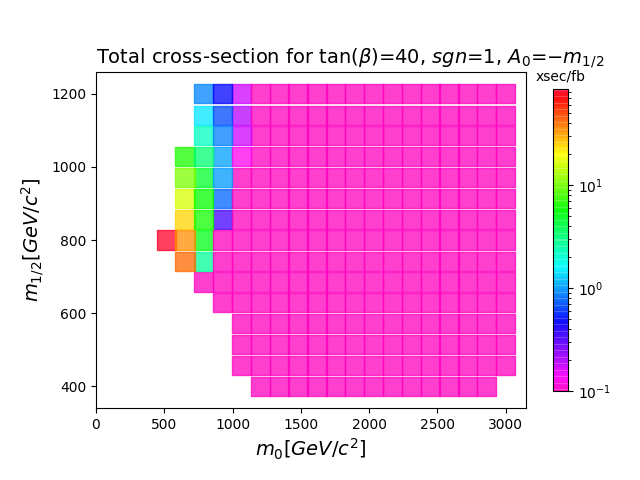 Total cross-section for tan(β)=40, sgn=1, A₀=−m₁/₂
xsec/fb
1200
1000
800
600
400
m₁/₂[GeV/c²]
0 500 1000 1500 2000 2500 3000
m₀[GeV/c²]
10¹
10⁰
10⁻¹